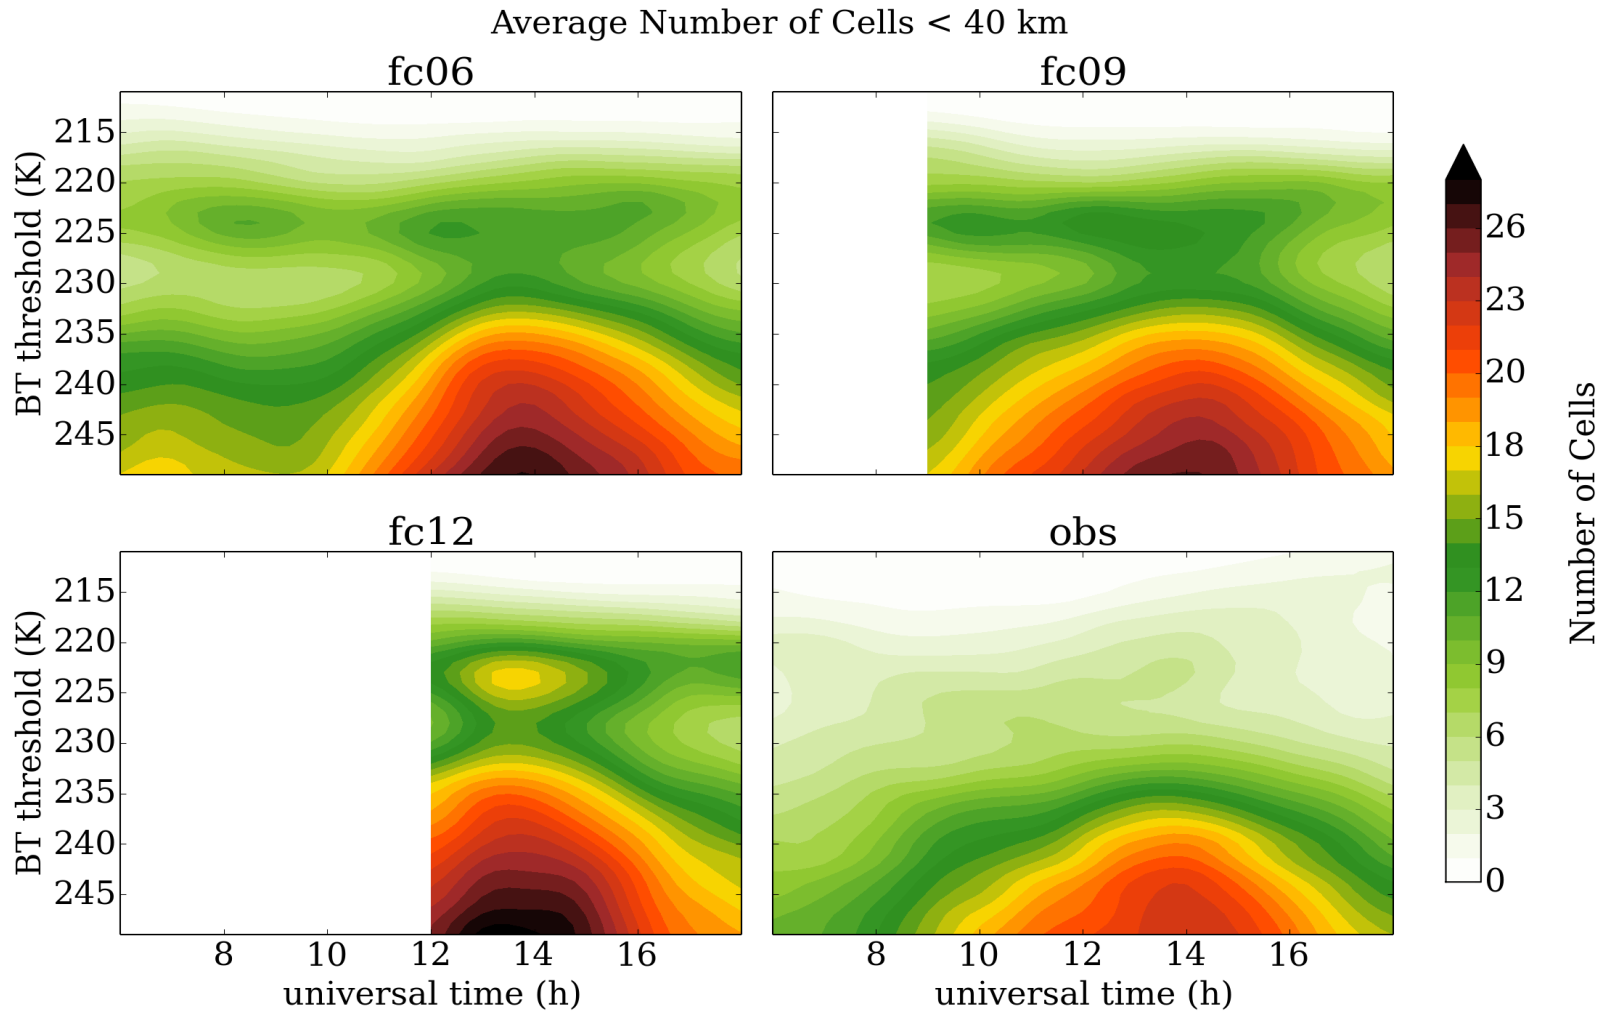 Average Number of Cells < 40 km
fc06
fc09
215
220
225
230
235
240
245
BT threshold (K)
fc12
obs
215
220
225
230
235
240
245
BT threshold (K)
8 10 12 14 16
universal time (h)
8 10 12 14 16
universal time (h)
26
23
20
18
15
12
9
6
3
0
Number of Cells